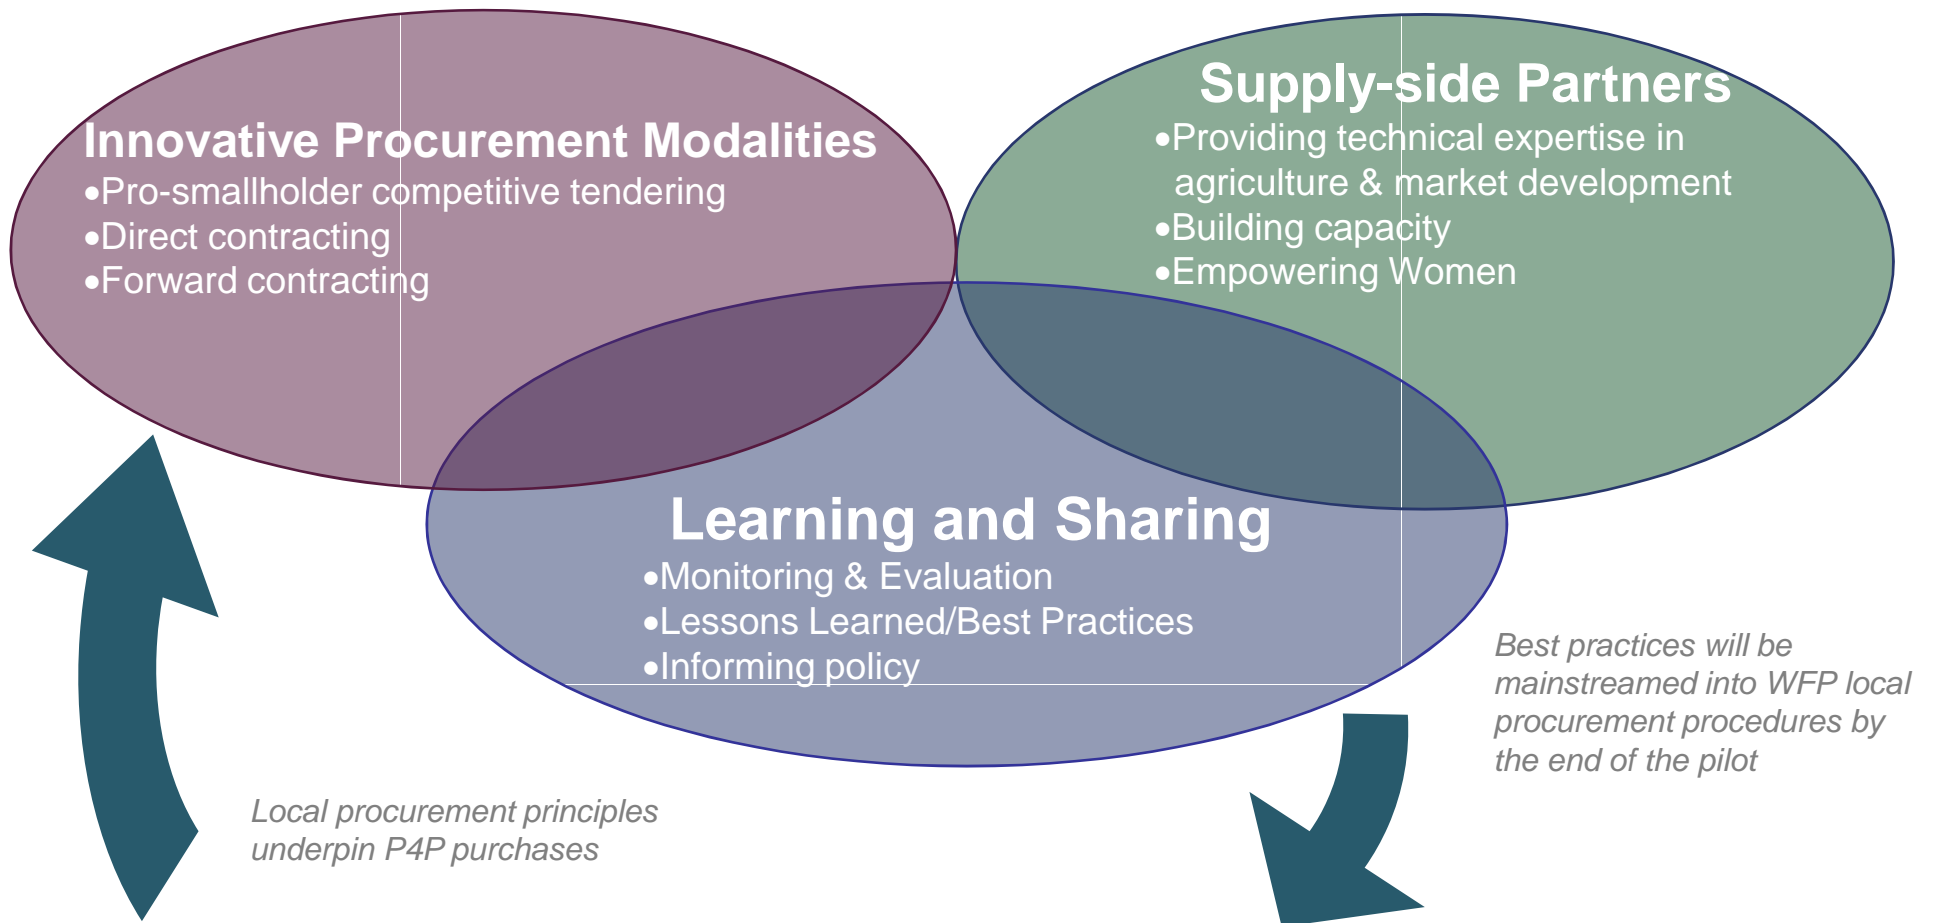 Innovative Procurement Modalities
•Pro-smallholder competitive tendering
•Direct contracting
•Forward contracting
Supply-side Partners
•Providing technical expertise in
agriculture & market development
•Building capacity
•Empowering Women
Learning and Sharing
•Monitoring & Evaluation
•Lessons Learned/Best Practices
•Informing policy
Best practices will be
mainstreamed into WFP local
procurement procedures by
the end of the pilot
Local procurement principles
underpin P4P purchases